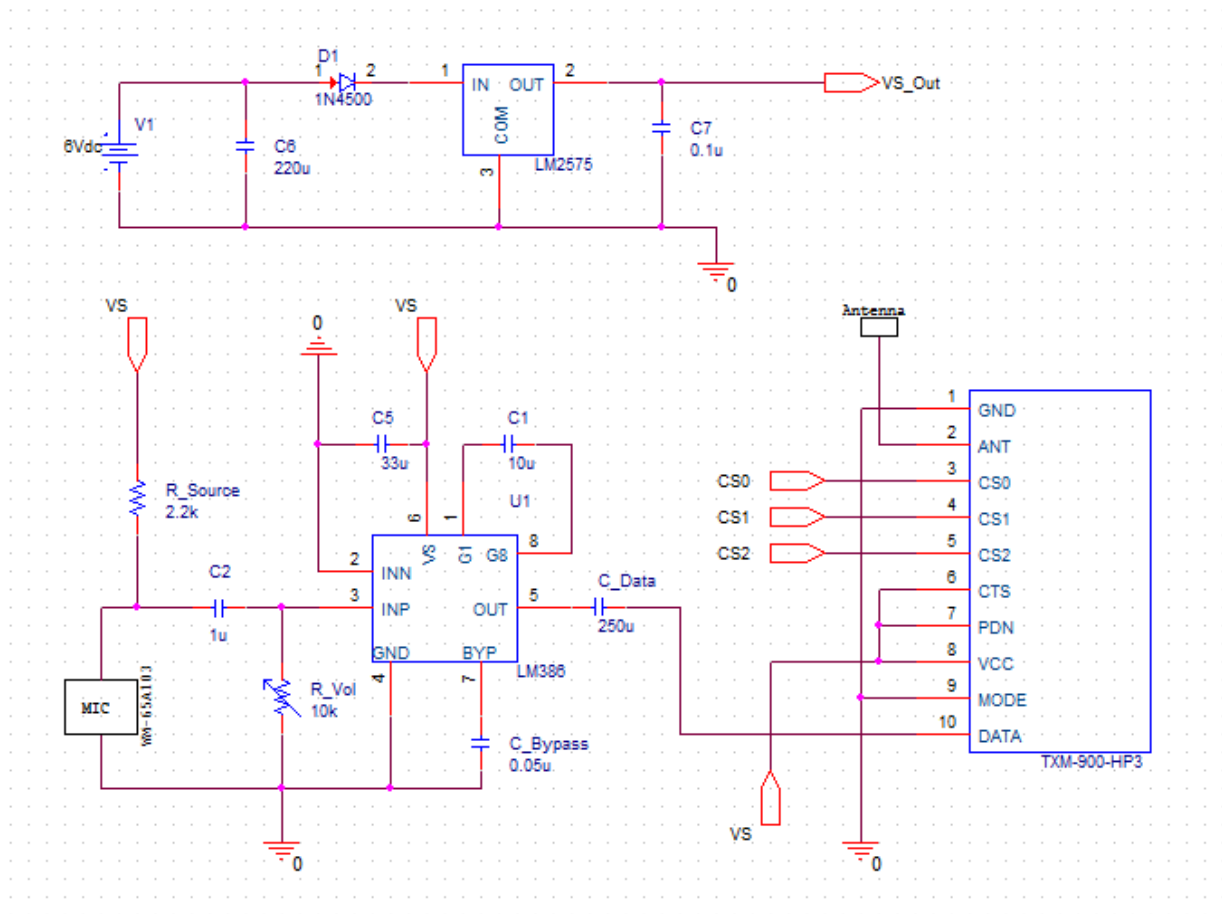 D1
1
2
1N4500
1
IN
OUT
2
COM
3
LM2575
VS_Out
V1
6Vdc
C6
220u
C7
0.1u
0
VS
0
VS
Antenna
C5
33u
C1
10u
U1
R_Source
2.2k
6
1
VS
G1
G8
8
2
INN
3
INP
OUT
5
GND
BYP
4
7
LM386
C2
1u
C_Data
250u
MIC
WM-65A103
R_Vol
10k
C_Bypass
0.05u
0
1
GND
2
ANT
CS0
3
CS0
CS1
4
CS1
CS2
5
CS2
6
CTS
7
PDN
8
VCC
9
MODE
10
DATA
TXM-900-HP3
VS
0